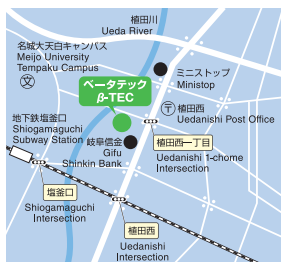 植田川
Ueda River
名城大天白キャンパス
Meijo University
Tempaku Campus
文
ベータテック
β-TEC
ミニストップ
Ministop
〒
植田西
Uedanishi Post Office
地下鉄塩釜口
Shiogamaguchi
Subway Station
岐阜信金
Gifu
Shinkin Bank
植田西一丁目
Uedanishi 1-chome
Intersection
塩釜口
Shiogamaguchi
Intersection
植田西
Uedanishi
Intersection